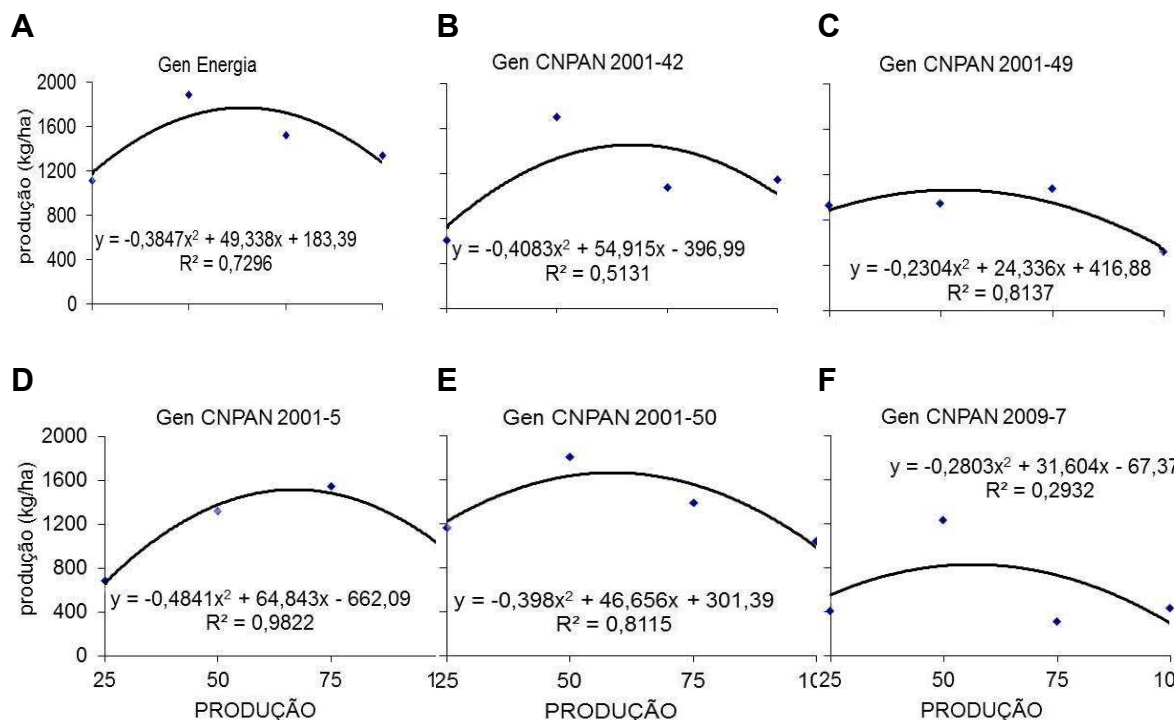 A
B
C
Gen Energia
Gen CNPAN 2001-42
Gen CNPAN 2001-49
produção (kg/ha)
2000
1600
1200
800
400
0
y = -0,3847x² + 49,338x + 183,39
R² = 0,7296
y = -0,4083x² + 54,915x - 396,99
R² = 0,5131
y = -0,2304x² + 24,336x + 416,88
R² = 0,8137
D
E
F
Gen CNPAN 2001-5
Gen CNPAN 2001-50
Gen CNPAN 2009-7
produção (kg/ha)
2000
1600
1200
800
400
0
y = -0,4841x² + 64,843x - 662,09
R² = 0,9822
y = -0,398x² + 46,656x + 301,39
R² = 0,8115
y = -0,2803x² + 31,604x - 67,37
R² = 0,2932
25 50 75 1
25 50 75 10
25 50 75 10
PRODUÇÃO
PRODUÇÃO
PRODUÇÃO